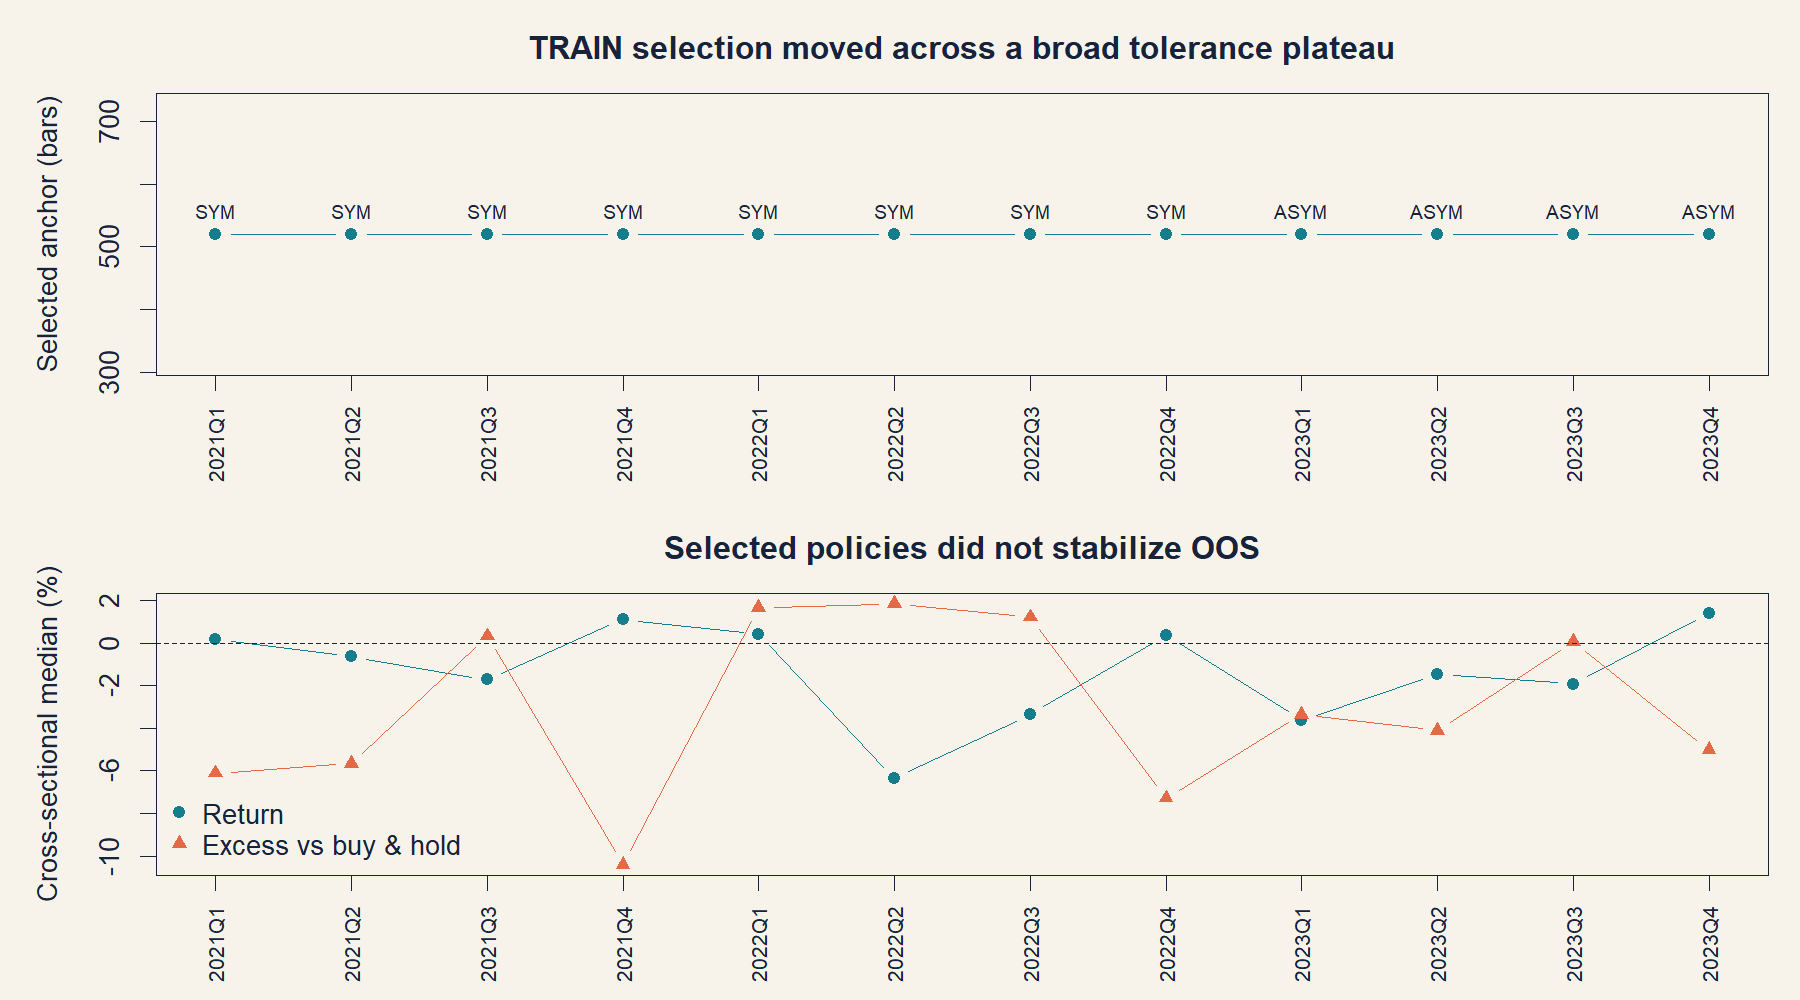 TRAIN selection moved across a broad tolerance plateau
Selected anchor (bars)
700
500
300
SYM SYM SYM SYM SYM SYM SYM SYM ASYM ASYM ASYM ASYM
2021Q1 2021Q2 2021Q3 2021Q4 2022Q1 2022Q2 2022Q3 2022Q4 2023Q1 2023Q2 2023Q3 2023Q4
Selected policies did not stabilize OOS
Cross-sectional median (%)
2
0
-2
-6
-10
Return
Excess vs buy & hold
2021Q1 2021Q2 2021Q3 2021Q4 2022Q1 2022Q2 2022Q3 2022Q4 2023Q1 2023Q2 2023Q3 2023Q4